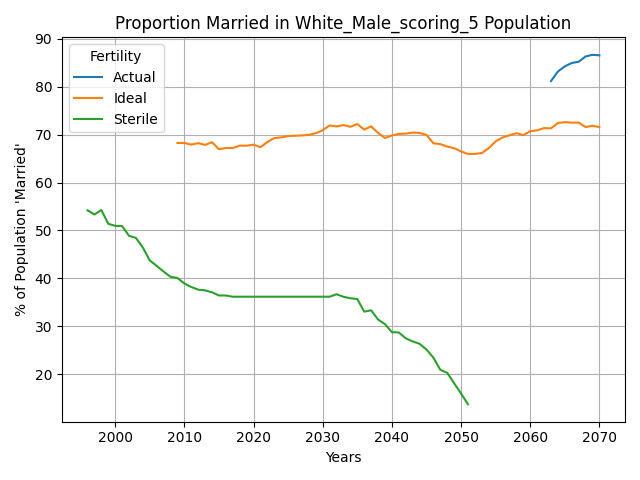 Proportion Married in White_Male_scoring_5 Population
% of Population 'Married'
90
80
70
60
50
40
30
20
Fertility
Actual
Ideal
Sterile
2000 2010 2020 2030 2040 2050 2060 2070
Years